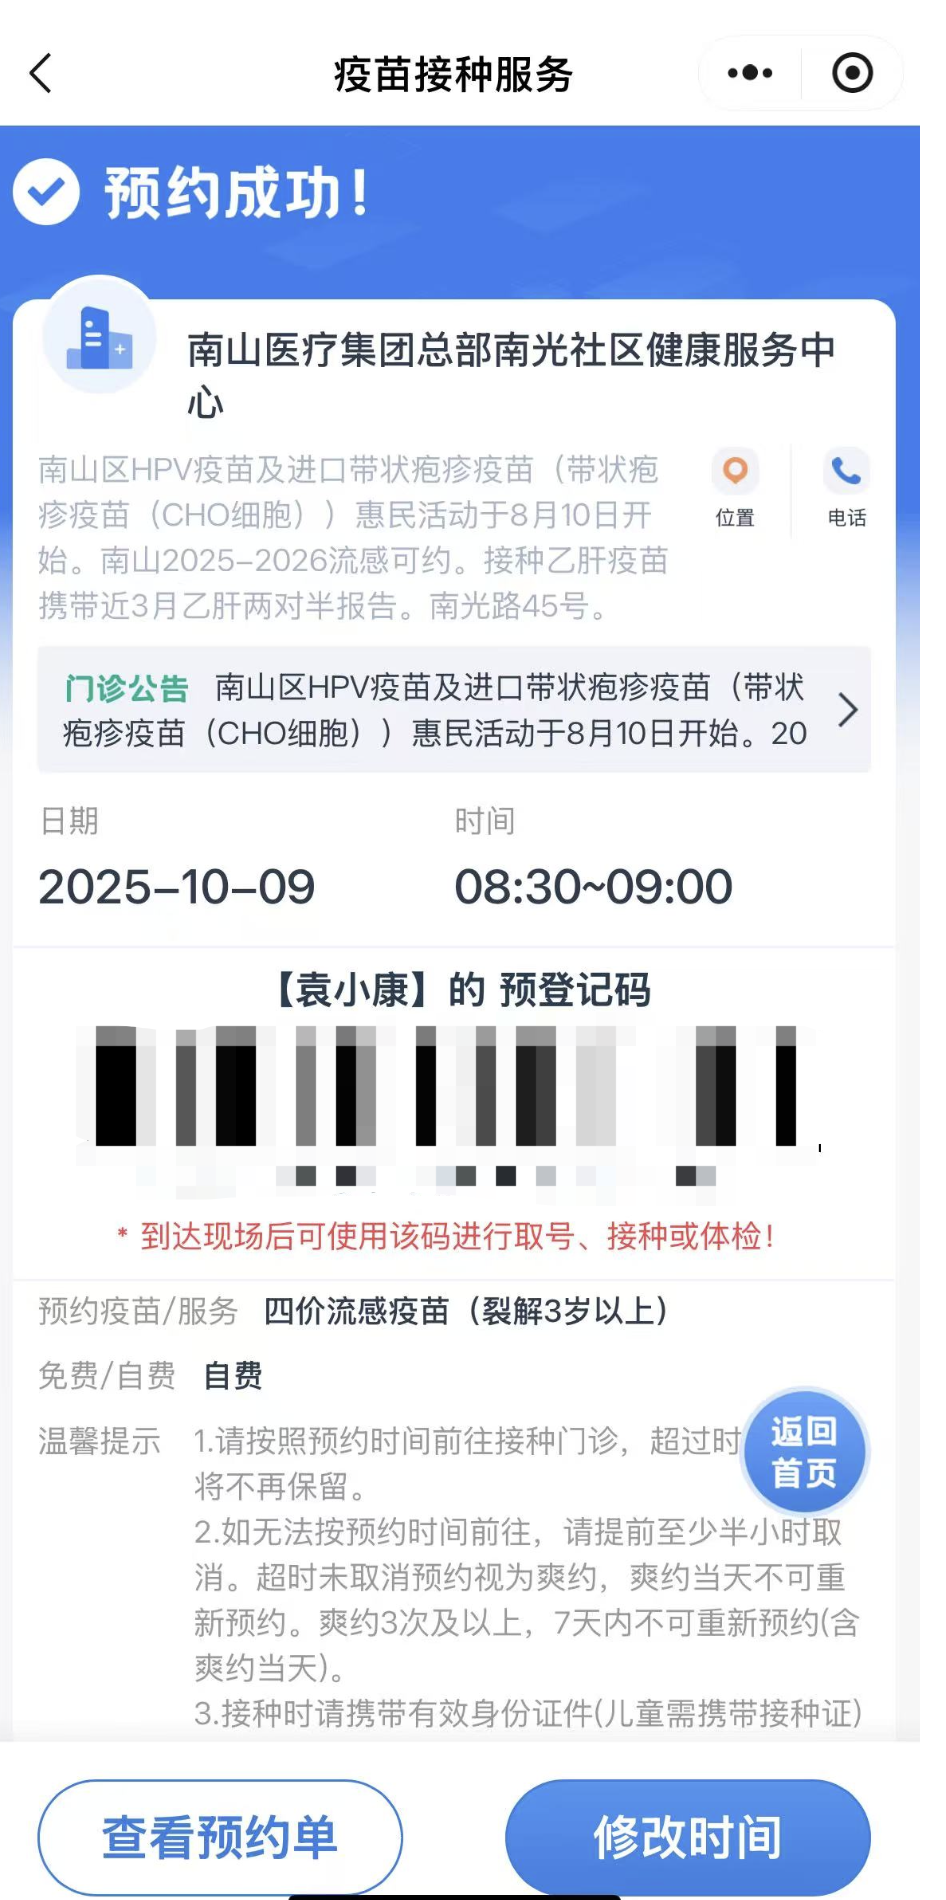 疫苗接种服务
预约成功！
南山医疗集团总部南光社区健康服务中
心
南山区HPV疫苗及进口带状疱疹疫苗（带状疱
疹疫苗（CHO细胞））惠民活动于8月10日开
始。南山2025-2026流感可约。接种乙肝疫苗
携带近3月乙肝两对半报告。南光路45号。
位置
电话
门诊公告 南山区HPV疫苗及进口带状疱疹疫苗（带状
疱疹疫苗（CHO细胞））惠民活动于8月10日开始。20
日期
时间
2025-10-09
08:30~09:00
【袁小康】的 预登记码
* 到达现场后可使用该码进行取号、接种或体检！
预约疫苗/服务 四价流感疫苗（裂解3岁以上）
免费/自费 自费
温馨提示 1.请按照预约时间前往接种门诊，超过时
将不再保留。
2.如无法按预约时间前往，请提前至少半小时取
消。超时未取消预约视为爽约，爽约当天不可重
新预约。爽约3次及以上，7天内不可重新预约(含
爽约当天)。
3.接种时请携带有效身份证件(儿童需携带接种证)
返回
首页
查看预约单
修改时间